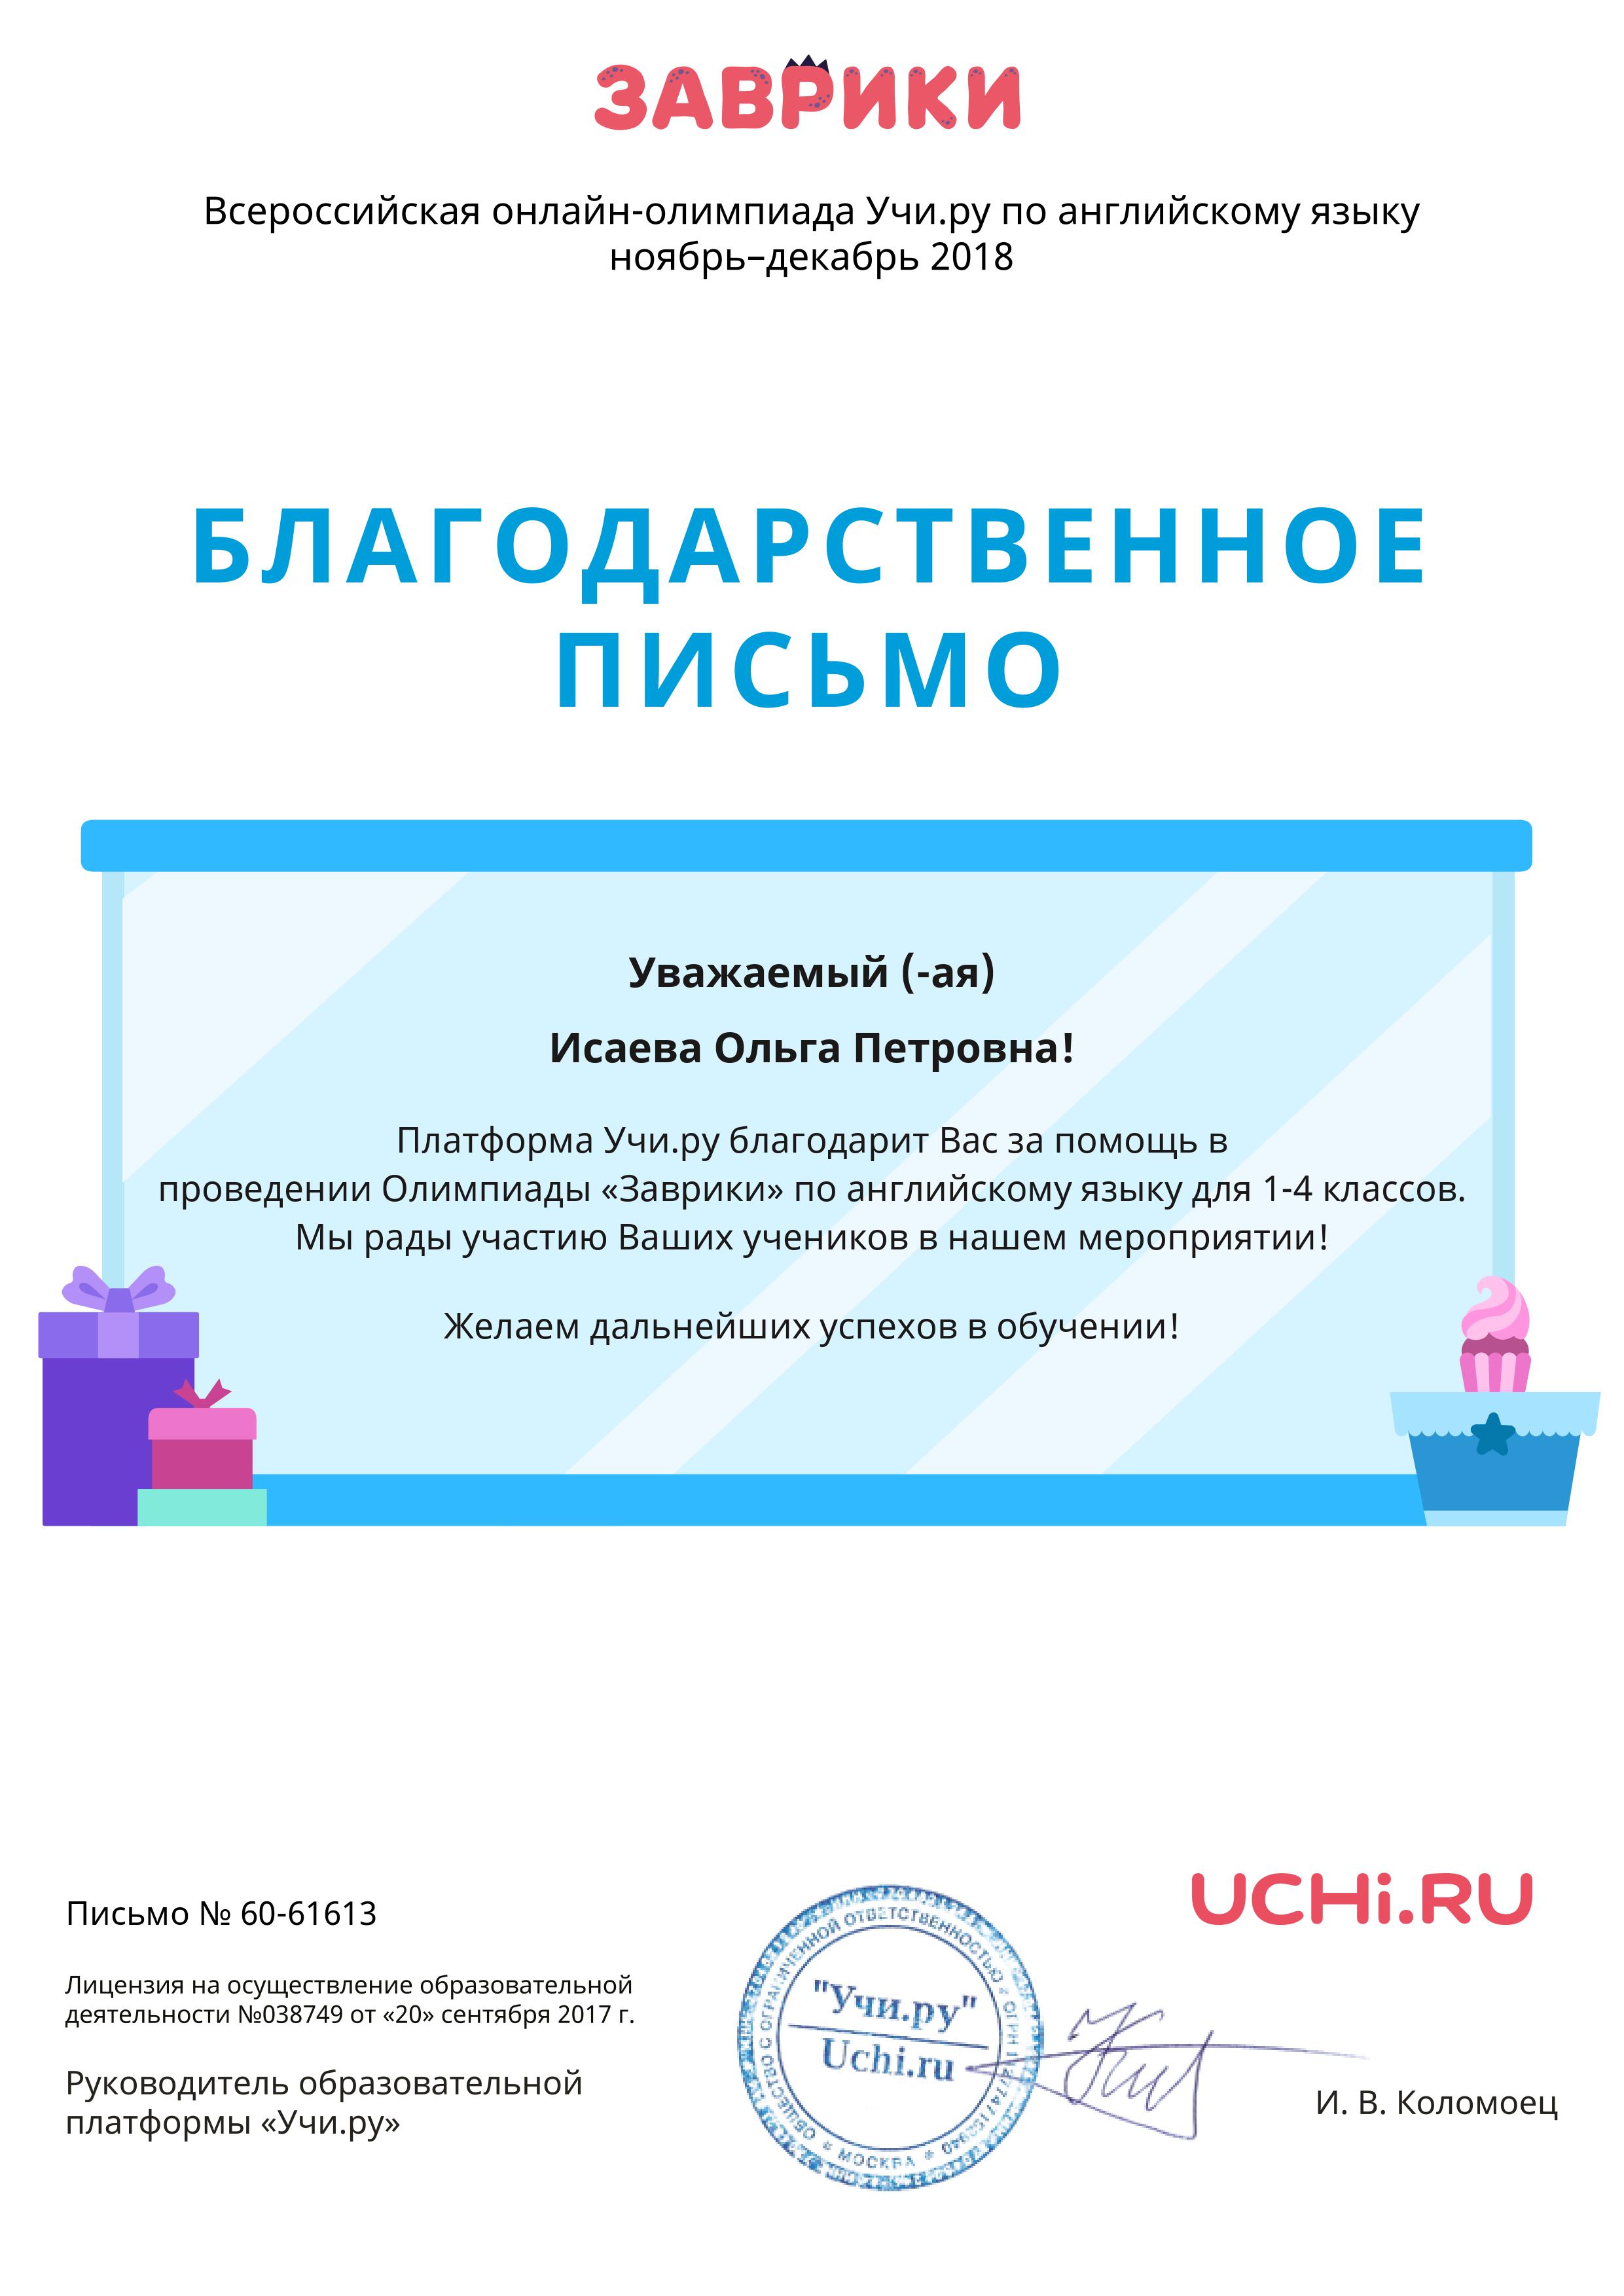 ЗАВРИКИ
Всероссийская онлайн-олимпиада Учи.ру по английскому языку
ноябрь–декабрь 2018
БЛАГОДАРСТВЕННОЕ
ПИСЬМО
Уважаемый (-ая)
Исаева Ольга Петровна!
Платформа Учи.ру благодарит Вас за помощь в
проведении Олимпиады «Заврики» по английскому языку для 1-4 классов.
Мы рады участию Ваших учеников в нашем мероприятии!
Желаем дальнейших успехов в обучении!
UCHi.RU
Письмо № 60-61613
Лицензия на осуществление образовательной
деятельности №038749 от «20» сентября 2017 г.
Руководитель образовательной
платформы «Учи.ру»
ОБЩЕСТВО С ОГРАНИЧЕННОЙ ОТВЕТСТВЕННОСТЬЮ
ОГРН
МОСКВА
"Учи.ру"
Uchi.ru
И. В. Коломоец